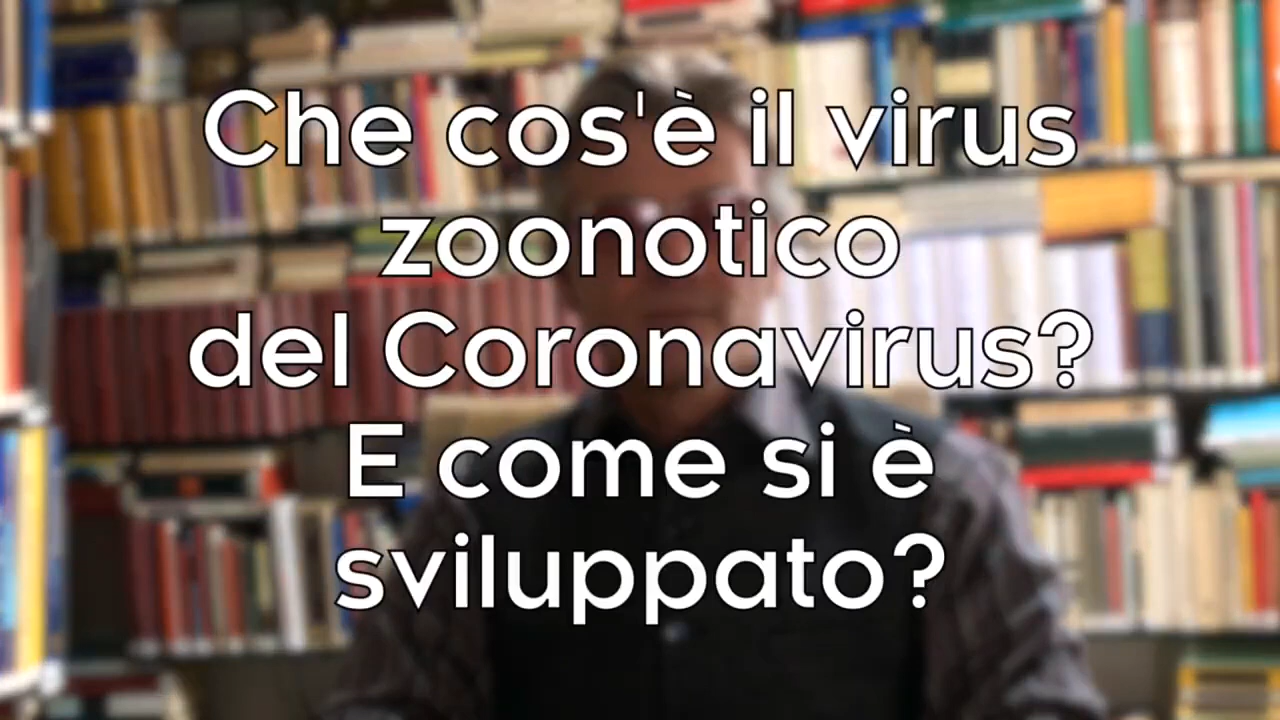 Che cos'è il virus
zoonotico
del Coronavirus?
E come si è
sviluppato?